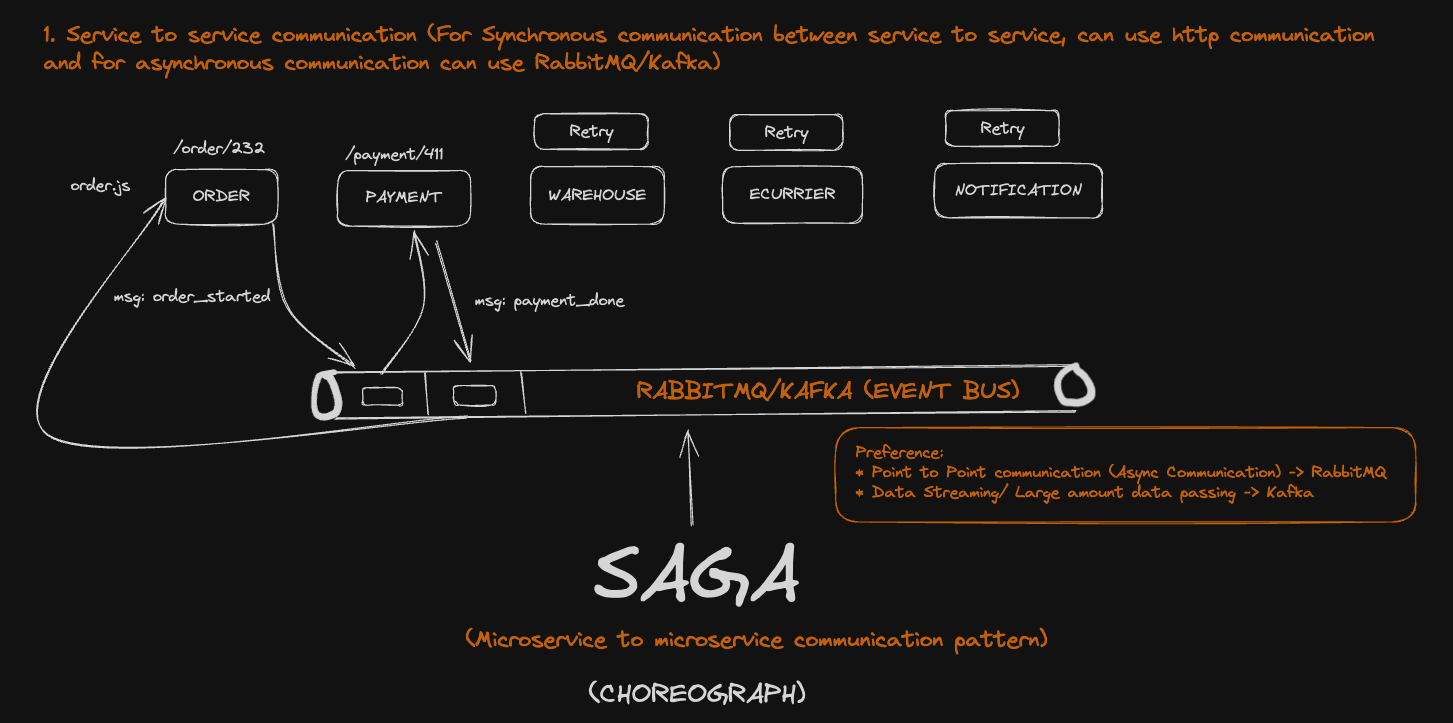 1. Service to service communication (For Synchronous communication between service to service, can use http communication
and for asynchronous communication can use RabbitMQ/Kafka)
Retry
Retry
Retry
/order/232
/payment/411
order.js
ORDER
PAYMENT
WAREHOUSE
ECURRIER
NOTIFICATION
msg: order_started
msg: payment_done
RABBITMQ/KAFKA (EVENT BUS)
Preference:
* Point to Point communication (Async Communication) -> RabbitMQ
* Data Streaming/ Large amount data passing -> Kafka
SAGA
(Microservice to microservice communication pattern)
(CHOREOGRAPH)